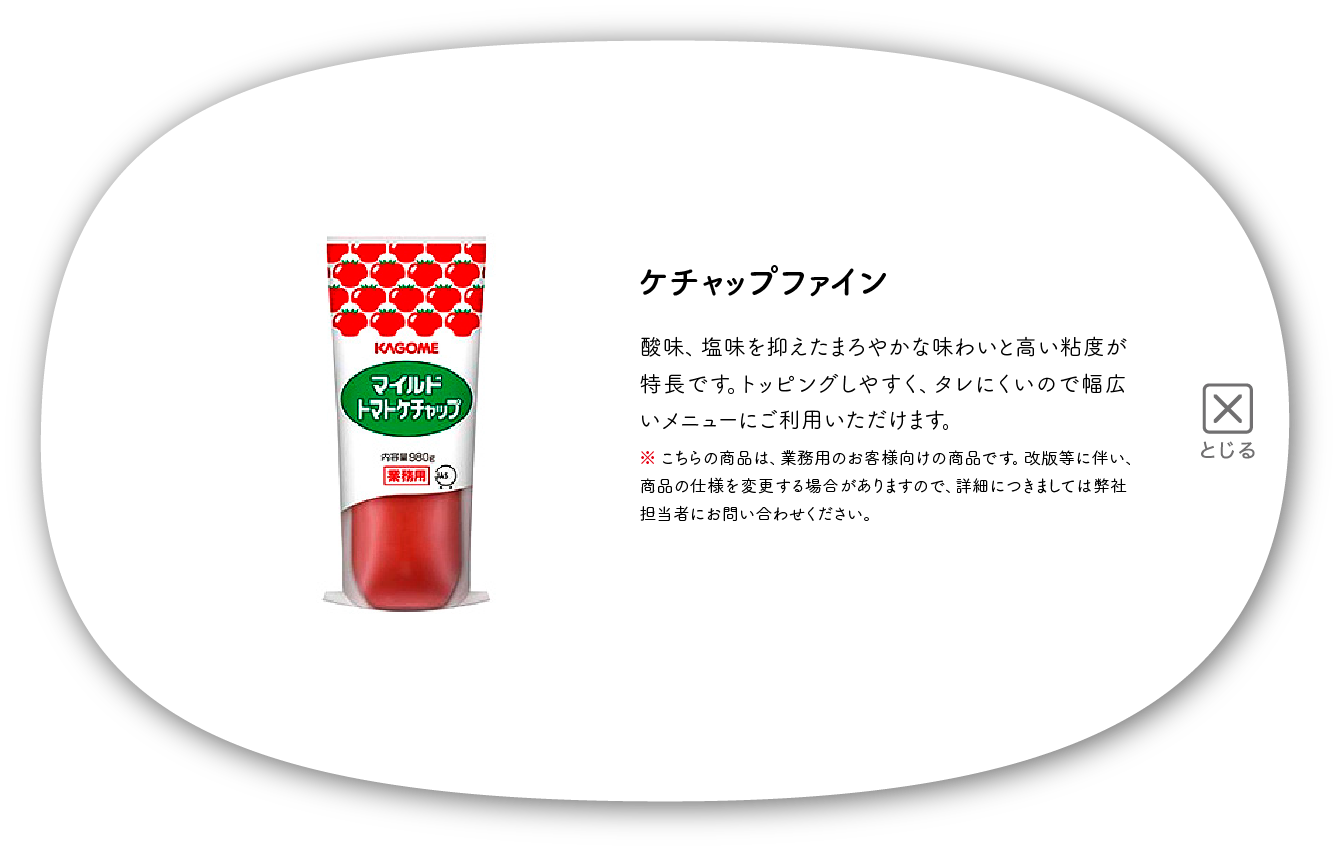 KAGOME
マイルド
トマトケチャップ
内容量980g
業務用
JAS
ケチャップファイン
酸味、塩味を抑えたまろやかな味わいと高い粘度が
特長です。トッピングしやすく、タレにくいので幅広
いメニューにご利用いただけます。
※ こちらの商品は、業務用のお客様向けの商品です。改版等に伴い、
商品の仕様を変更する場合がありますので、詳細につきましては弊社
担当者にお問い合わせください。
とじる